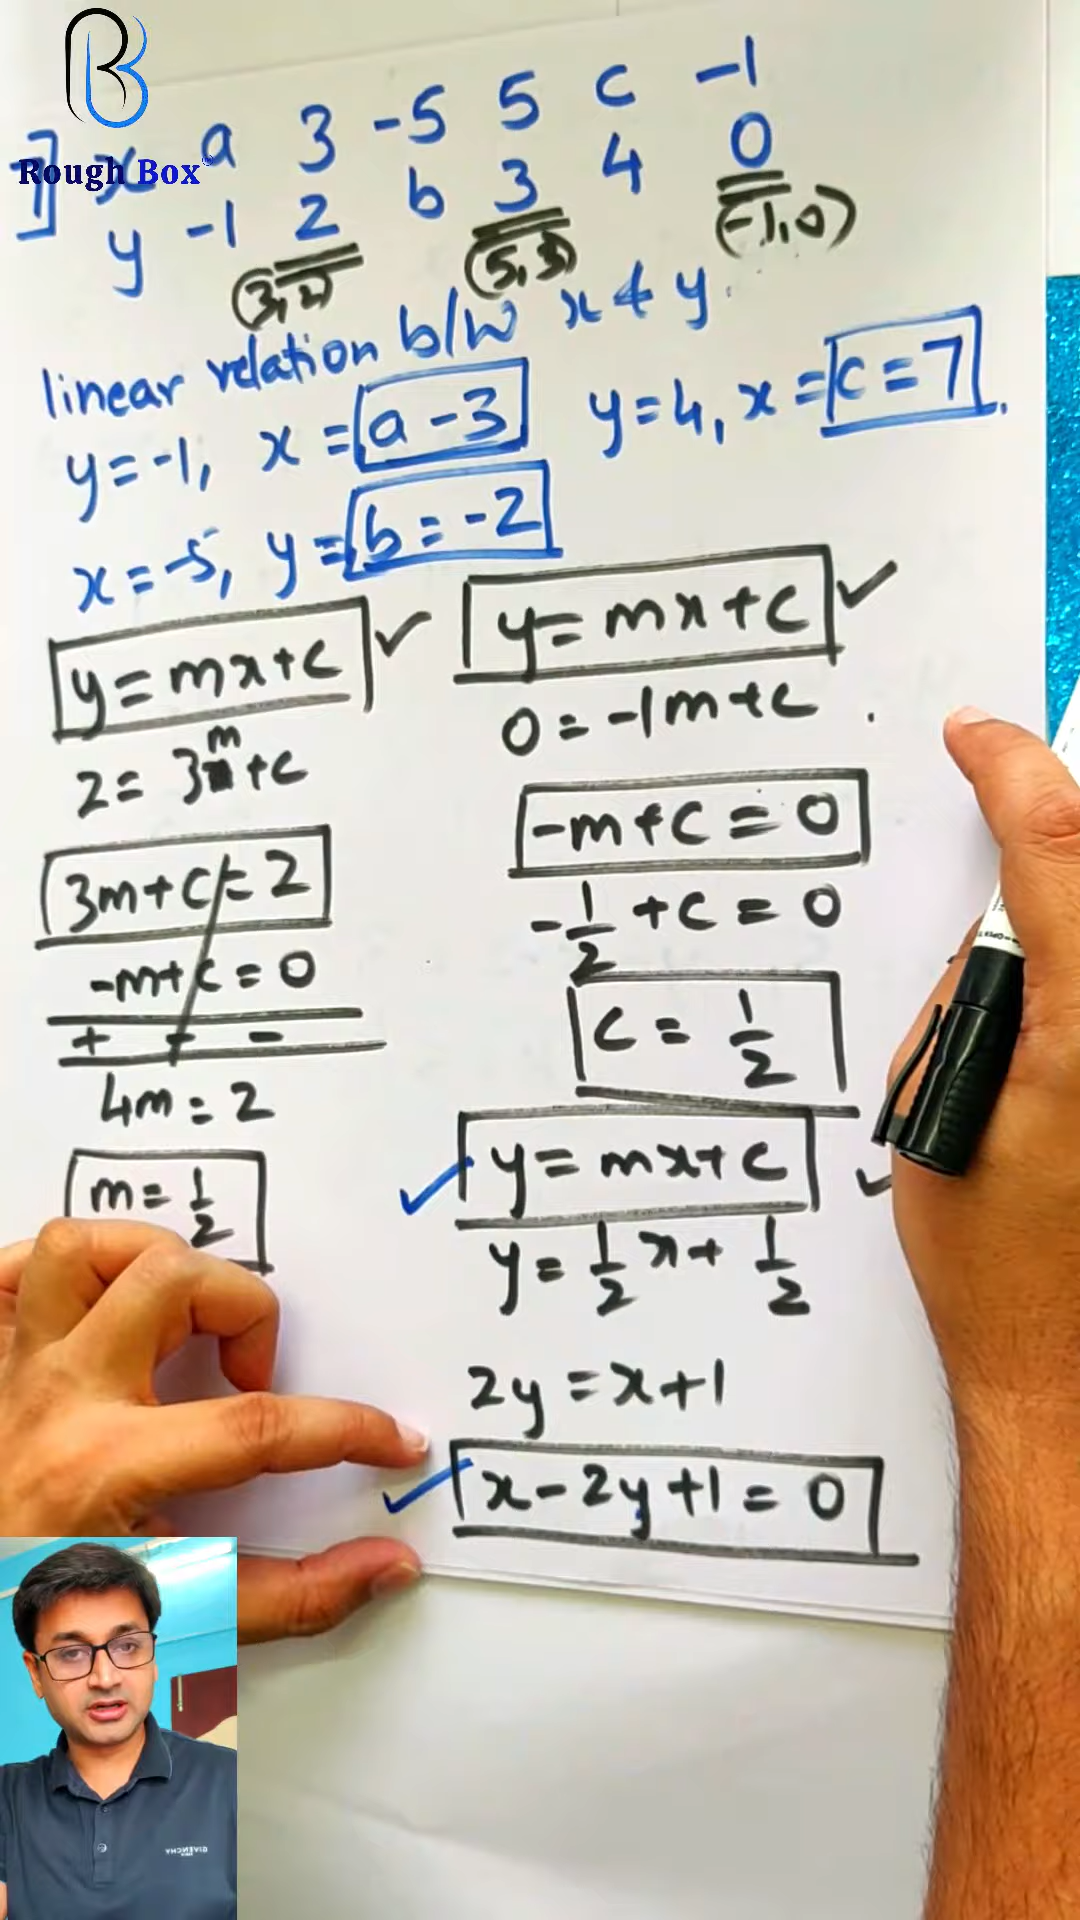 Rough Box
7] x a 3 -5 5 c -1
y -1 2 b 3 4 0
(3,2) (5,3) (-1,0)
linear relation b/w x & y.
y=-1, x = a -3
y=4, x = c = 7.
x=-5, y= b = -2
y= mx+c
2= 3m+c
3m+c=2
-m+c=0
+ - -
4m=2
m=1/2
y= mx+c
0=-1m+c
-m+c=0
-1/2+c=0
c=1/2
y=mx+c
y=1/2x+1/2
2y=x+1
x-2y+1=0
GIVENCHY